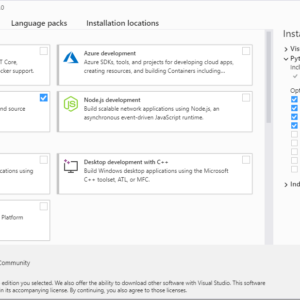 .0
Language packs
Installation locations
Insta
T Core,
cker support.
Azure development
Azure SDKs, tools, and projects for developing cloud apps,
creating resources, and building Containers including...
Vis
Pyt
Incl
Opt
nd source
Node.js development
Build scalable network applications using Node.js, an
asynchronous event-driven JavaScript runtime.
cations using
Desktop development with C++
Build Windows desktop applications using the Microsoft
C++ toolset, ATL, or MFC.
Ind
Platform
Community
edition you selected. We also offer the ability to download other software with Visual Studio. This software
in its accompanying license. By continuing, you also agree to those licenses.